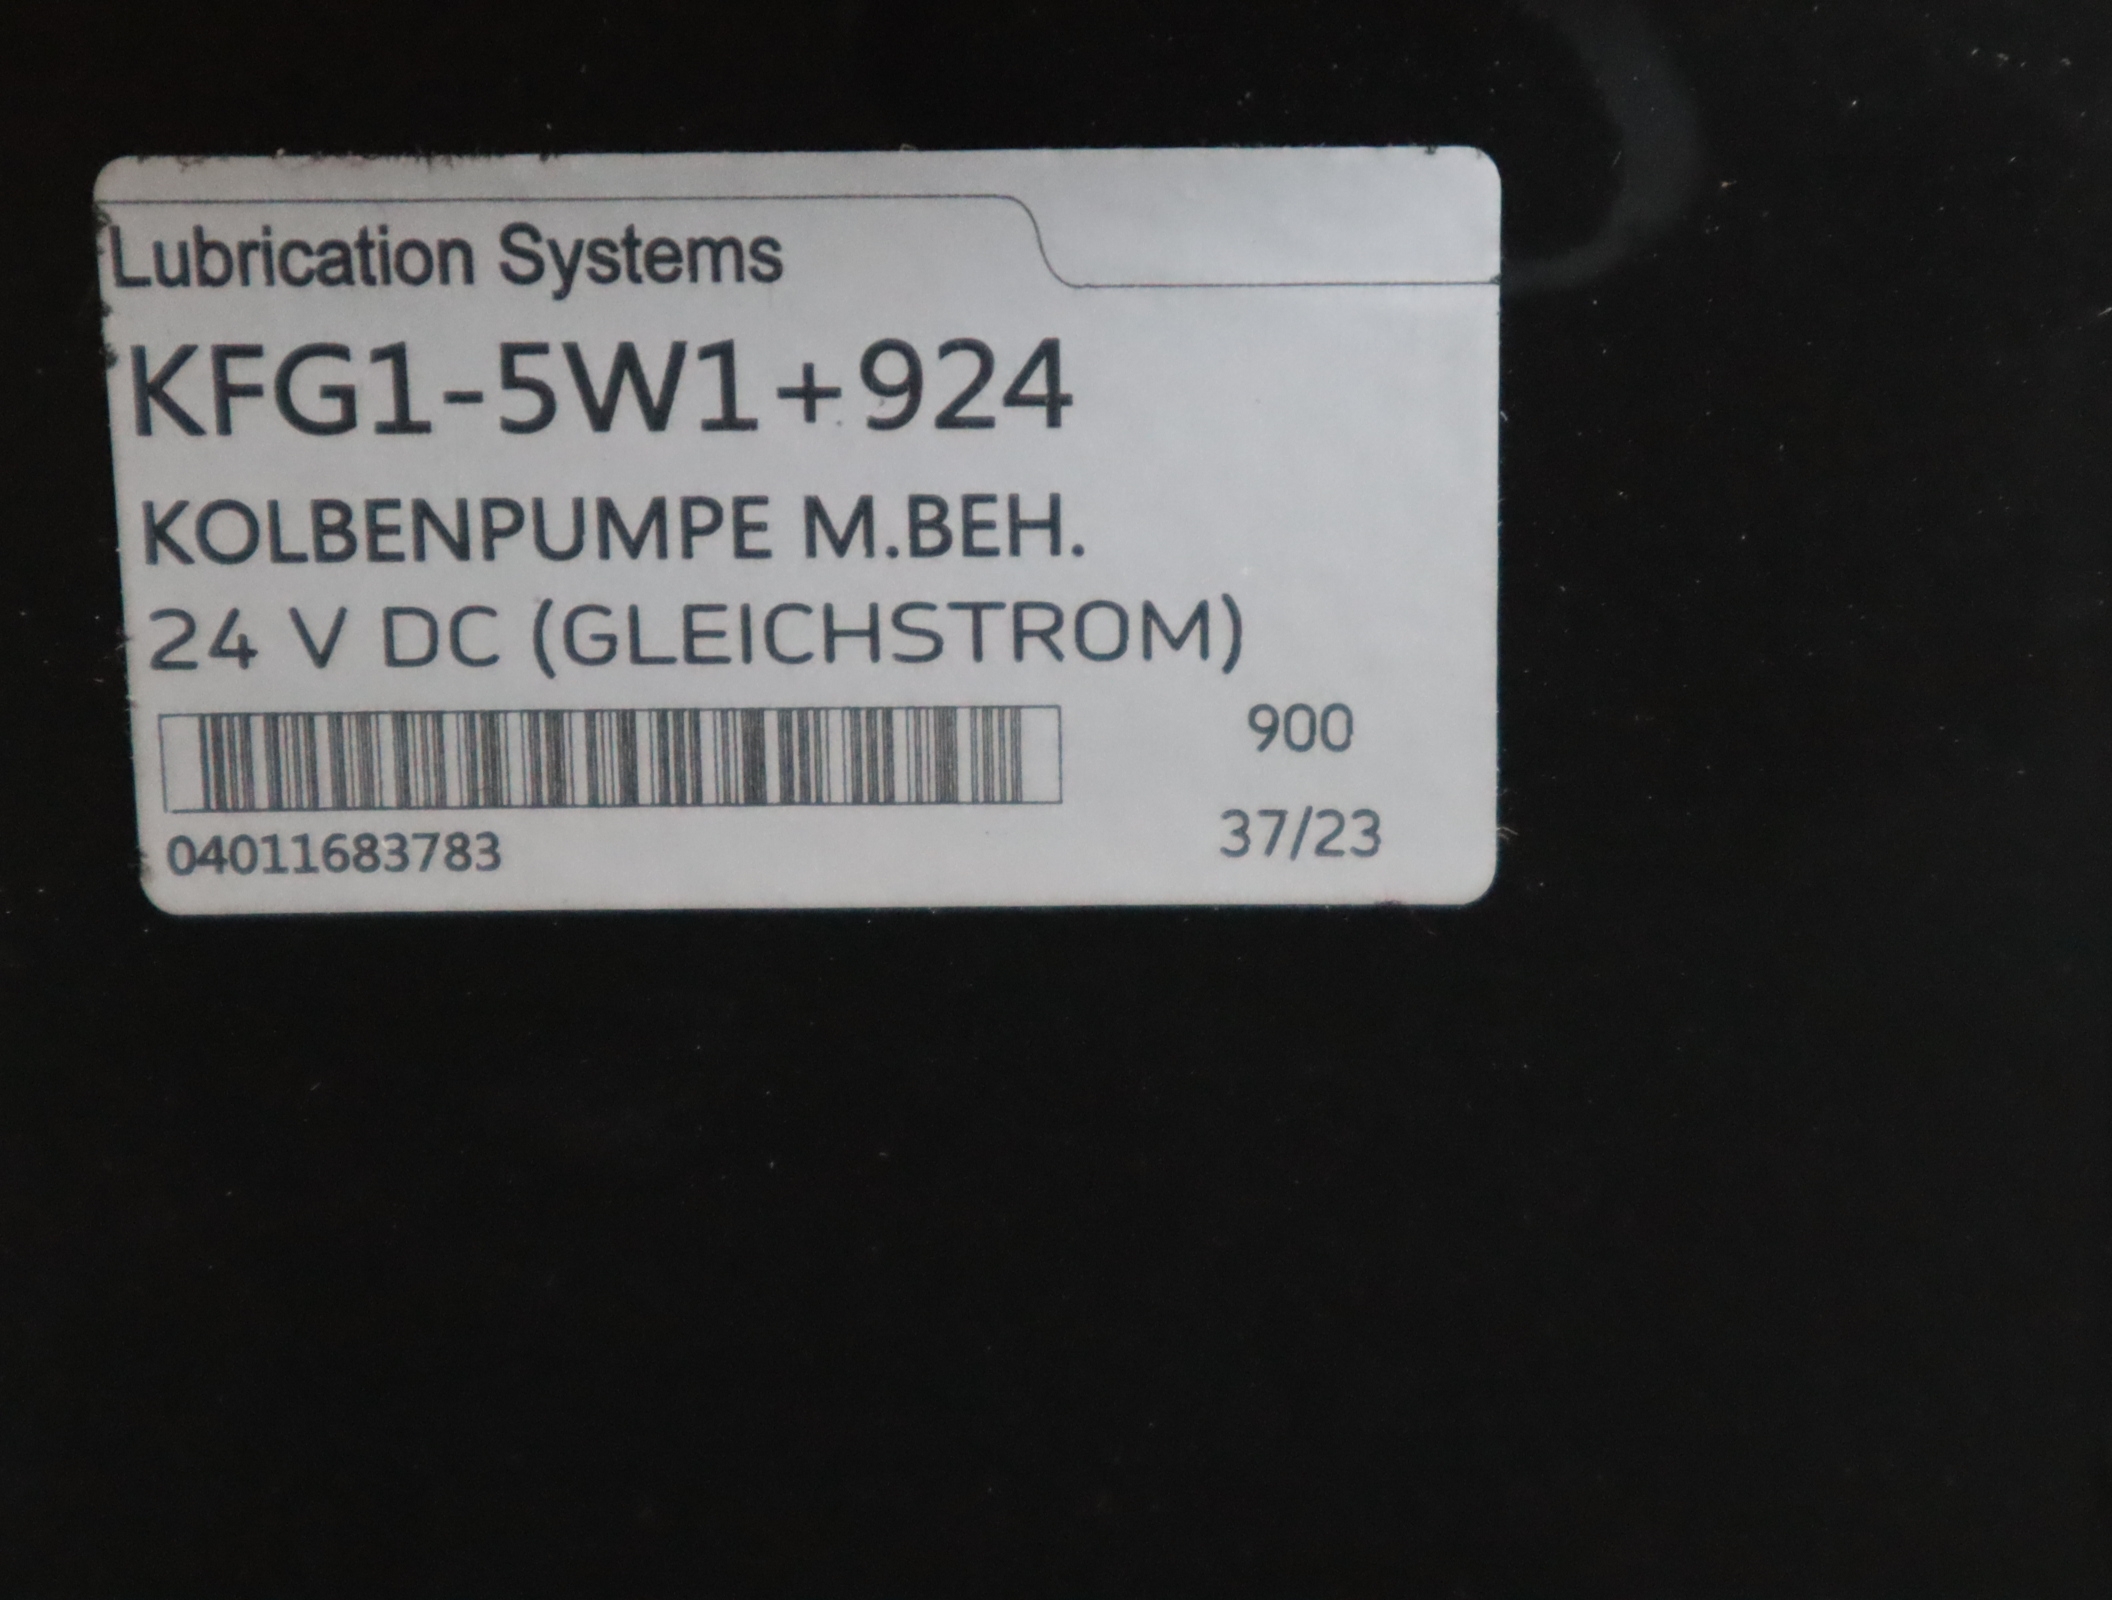 Lubrication Systems
KFG1-5W1+924
KOLBENPUMPE M.BEH.
24 V DC (GLEICHSTROM)
900
04011683783
37/23